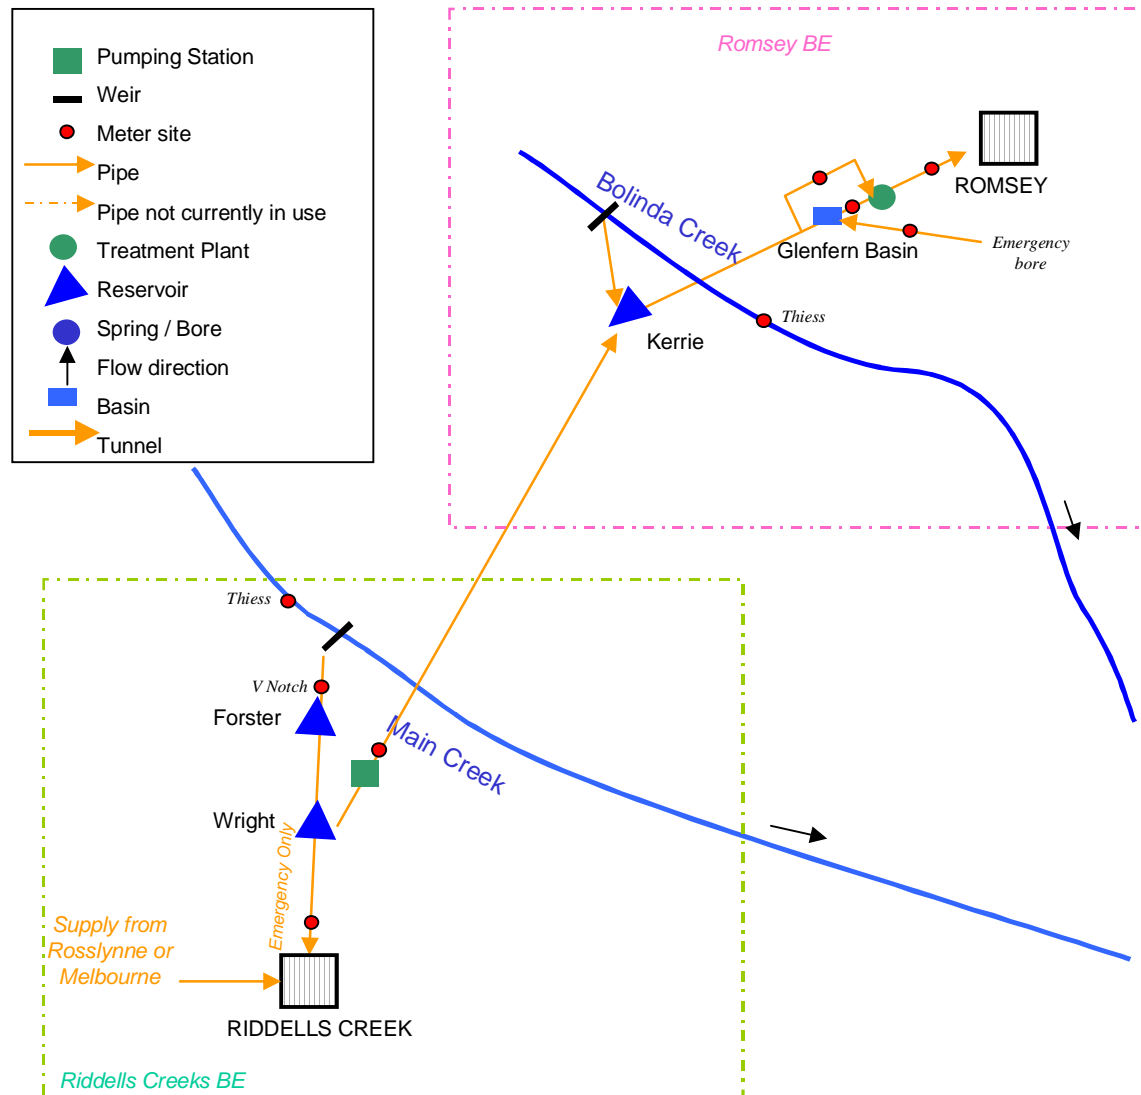 Pumping Station
Weir
Meter site
Pipe
Pipe not currently in use
Treatment Plant
Reservoir
Spring / Bore
Flow direction
Basin
Tunnel
Romsey BE
ROMSEY
Bolinda Creek
Glenfern Basin
Emergency
bore
Thiess
Kerrie
Thiess
V Notch
Forster
Main Creek
Wright
Emergency Only
Supply from
Rosslynne or
Melbourne
RIDDELLS CREEK
Riddells Creeks BE